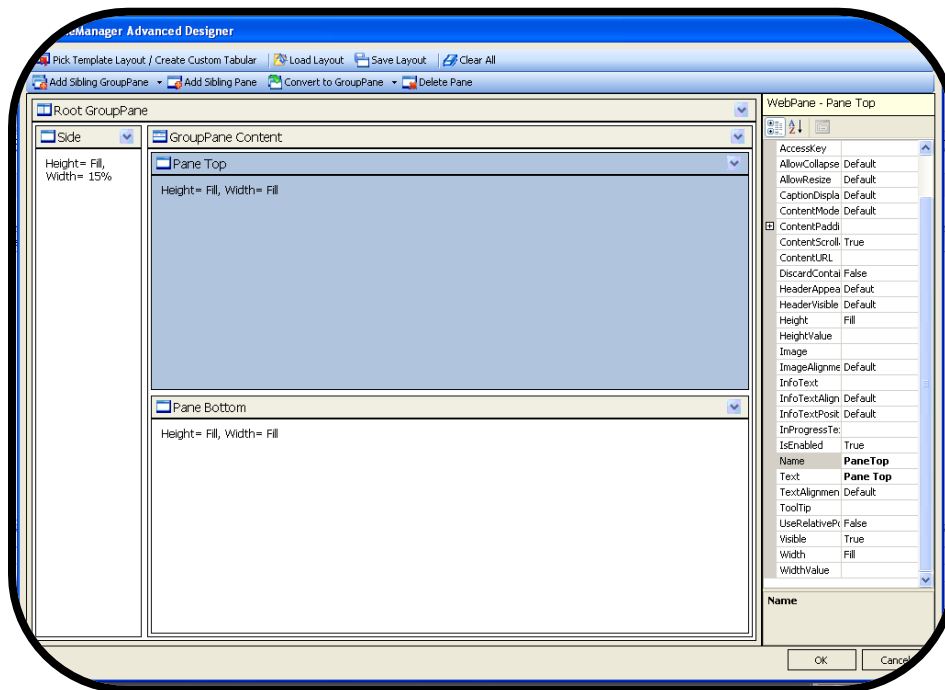 Manager Advanced Designer
Pick Template Layout / Create Custom Tabular Load Layout Save Layout Clear All
Add Sibling GroupPane Add Sibling Pane Convert to GroupPane Delete Pane
Root GroupPane
Side
Height= Fill,
Width= 15%
GroupPane Content
Pane Top
Height= Fill, Width= Fill
Pane Bottom
Height= Fill, Width= Fill
WebPane - Pane Top
AccessKey
AllowCollapse Default
AllowResize Default
CaptionDispla Default
ContentMode Default
ContentPaddi
ContentScroll True
ContentURL
DiscardContai False
HeaderAppea Defaut
HeaderVisible Default
Height Fill
HeightValue
Image
ImageAlignme Default
InfoText
InfoTextAlign Default
InfoTextPosit Default
InProgressTe
IsEnabled True
Name PaneTop
Text Pane Top
TextAlignmen Default
ToolTip
UseRelativeP False
Visible True
Width Fill
WidthValue
Name
OK Cancel